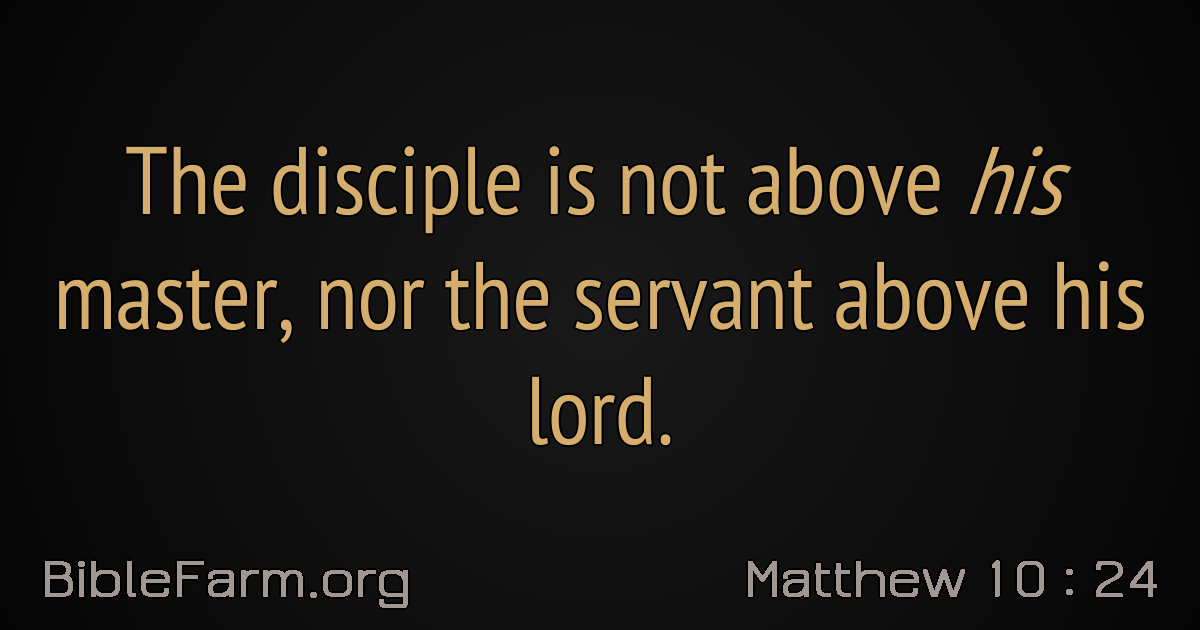 The disciple is not above his
master, nor the servant above his
lord.
BibleFarm.org
Matthew 10 : 24